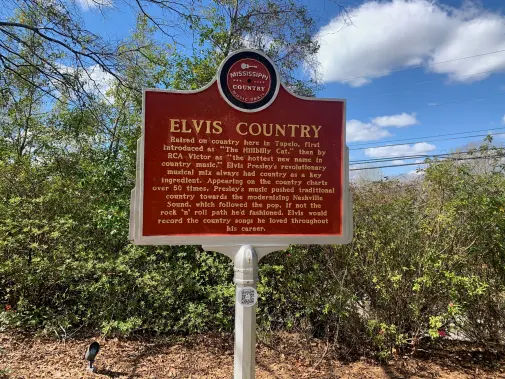 MISSISSIPPI
COUNTRY
MUSIC TRAIL
ELVIS COUNTRY
Raised on country here in Tupelo, first
introduced as "The Hillbilly Cat," then by
RCA Victor as "the hottest new name in
country music," Elvis Presley's revolutionary
musical mix always had country as a key
ingredient. Appearing on the country charts
over 50 times, Presley's music pushed traditional
country towards the modernizing Nashville
Sound, which followed the pop, if not the
rock 'n' roll path he'd fashioned. Elvis would
record the country songs he loved throughout
his career.